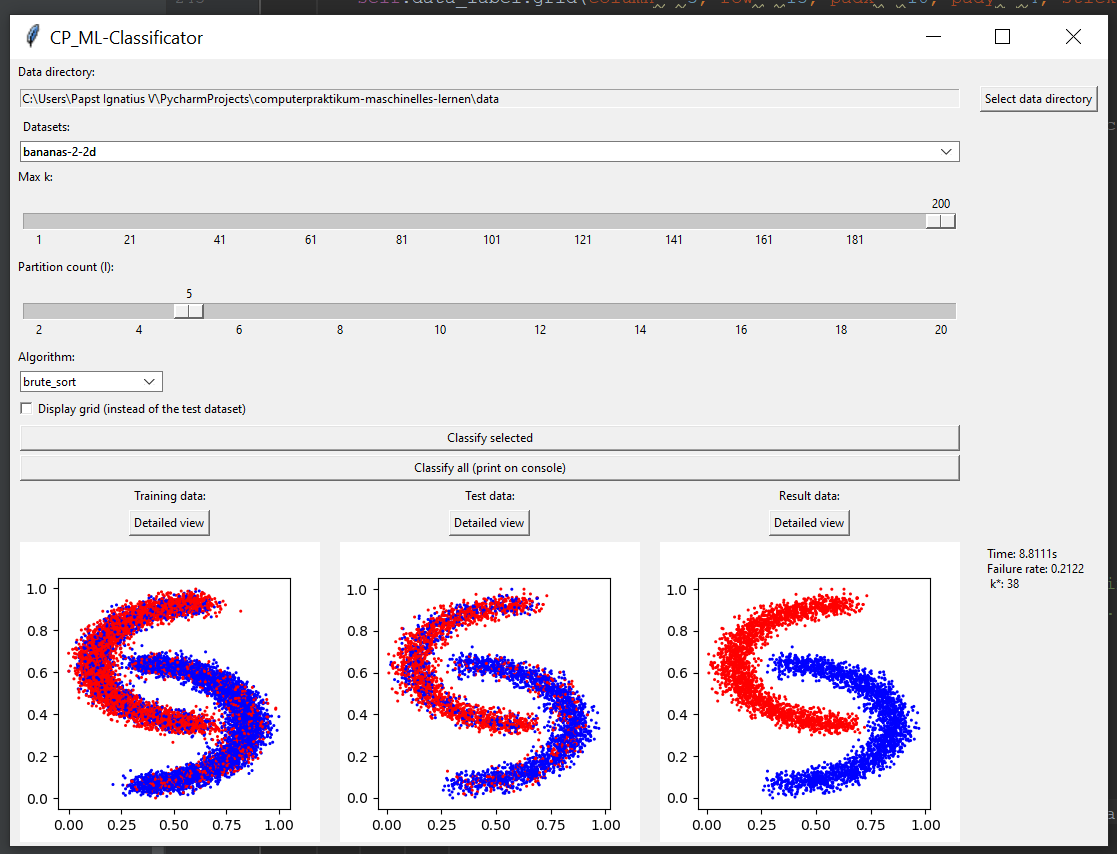 CP_ML-Classificator
Data directory:
C:\Users\Papst Ignatius V\PycharmProjects\computerpraktikum-maschinelles-lernen\data
Select data directory
Datasets:
bananas-2-2d
Max k:
200
1 21 41 61 81 101 121 141 161 181
Partition count (l):
5
2 4 6 8 10 12 14 16 18 20
Algorithm:
brute_sort
Display grid (instead of the test dataset)
Classify selected
Classify all (print on console)
Training data: Test data: Result data:
Detailed view Detailed view Detailed view
Time: 8.8111s
Failure rate: 0.2122
k*: 38
1.0 1.0 1.0
0.8 0.8 0.8
0.6 0.6 0.6
0.4 0.4 0.4
0.2 0.2 0.2
0.0 0.0 0.0
0.00 0.25 0.50 0.75 1.00 0.00 0.25 0.50 0.75 1.00 0.00 0.25 0.50 0.75 1.00